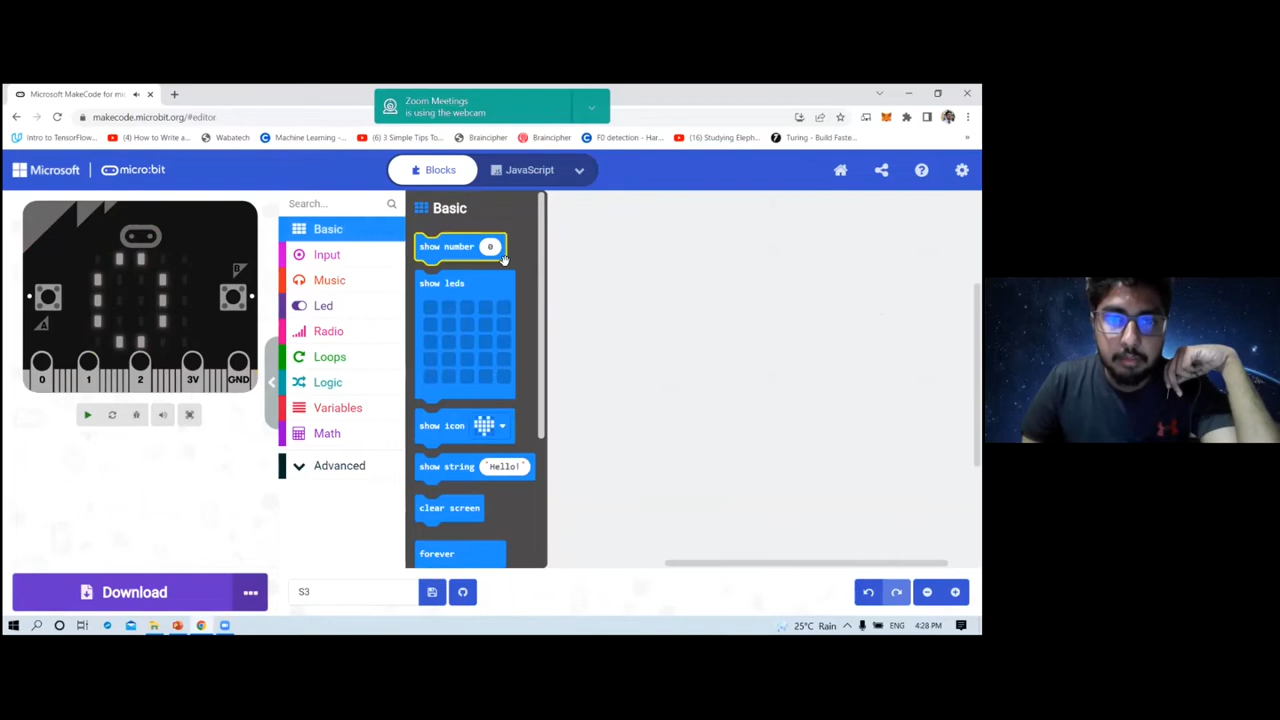 Microsoft MakeCode for mi
Zoom Meetings
is using the webcam
makecode.microbit.org/#editor
Intro to TensorFlow...
(4) How to Write a ...
Wabatech
Machine Learning -...
(6) 3 Simple Tips To...
Braincipher
Braincipher
F0 detection - Har...
(16) Studying Eleph...
Turing - Build Faste...
»
Microsoft
micro:bit
Blocks
JavaScript
Search...
Basic
Input
Music
Led
Radio
Loops
Logic
Variables
Math
Advanced
Basic
show number 0
show leds
show icon
show string "Hello!"
clear screen
forever
A
B
0 1 2 3V GND
Download
S3
25°C Rain
ENG
4:28 PM